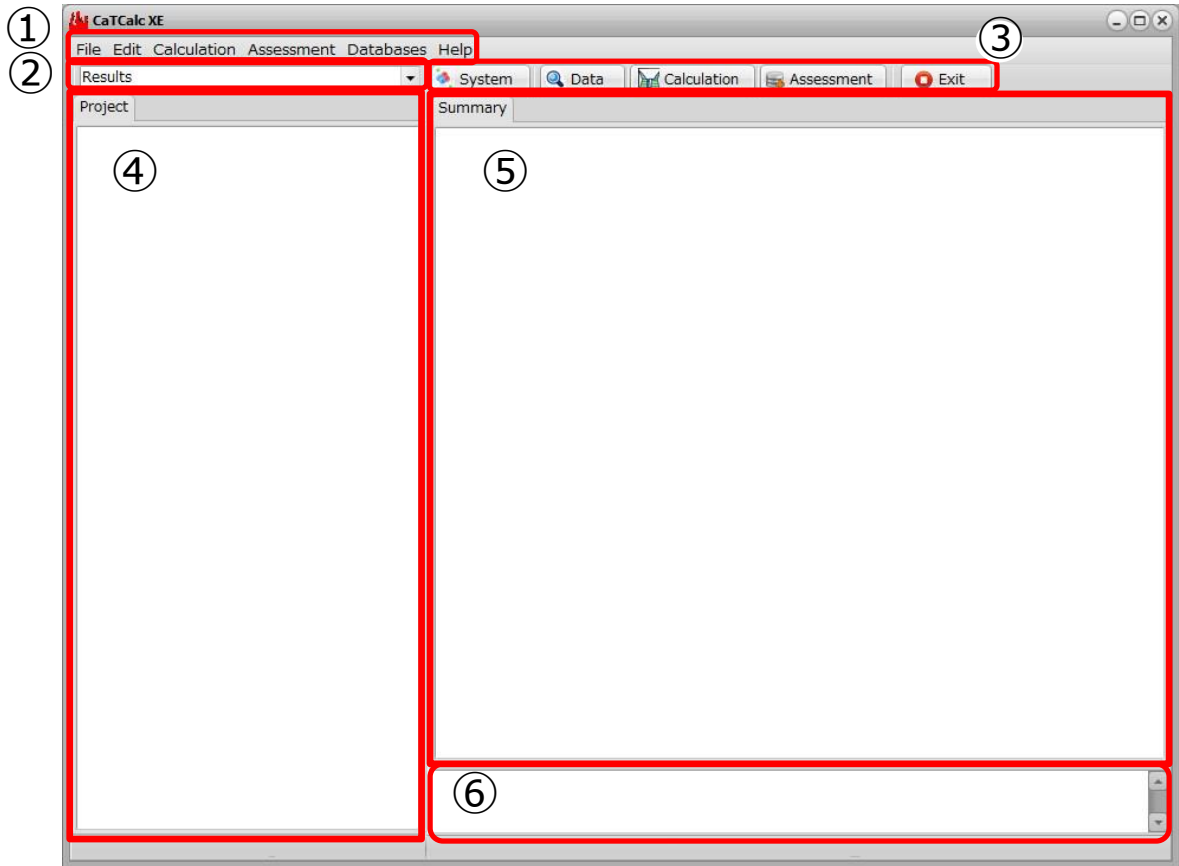 CaTCalc XE
① File Edit Calculation Assessment Databases Help ③
② Results System Data Calculation Assessment Exit
Project Summary
④ ⑤
⑥